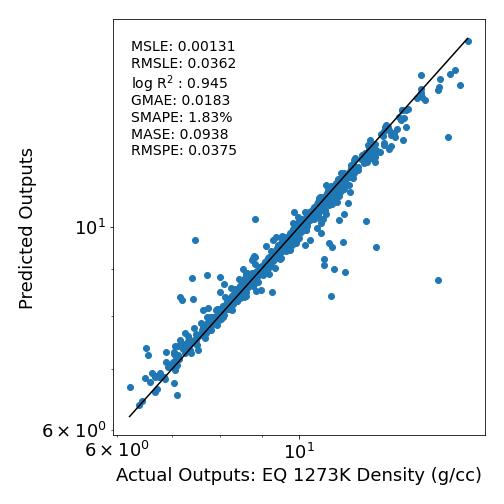 MSLE: 0.00131
RMSLE: 0.0362
log R² : 0.945
GMAE: 0.0183
SMAPE: 1.83%
MASE: 0.0938
RMSPE: 0.0375
Predicted Outputs
10¹
6 × 10⁰
6 × 10⁰
10¹
Actual Outputs: EQ 1273K Density (g/cc)